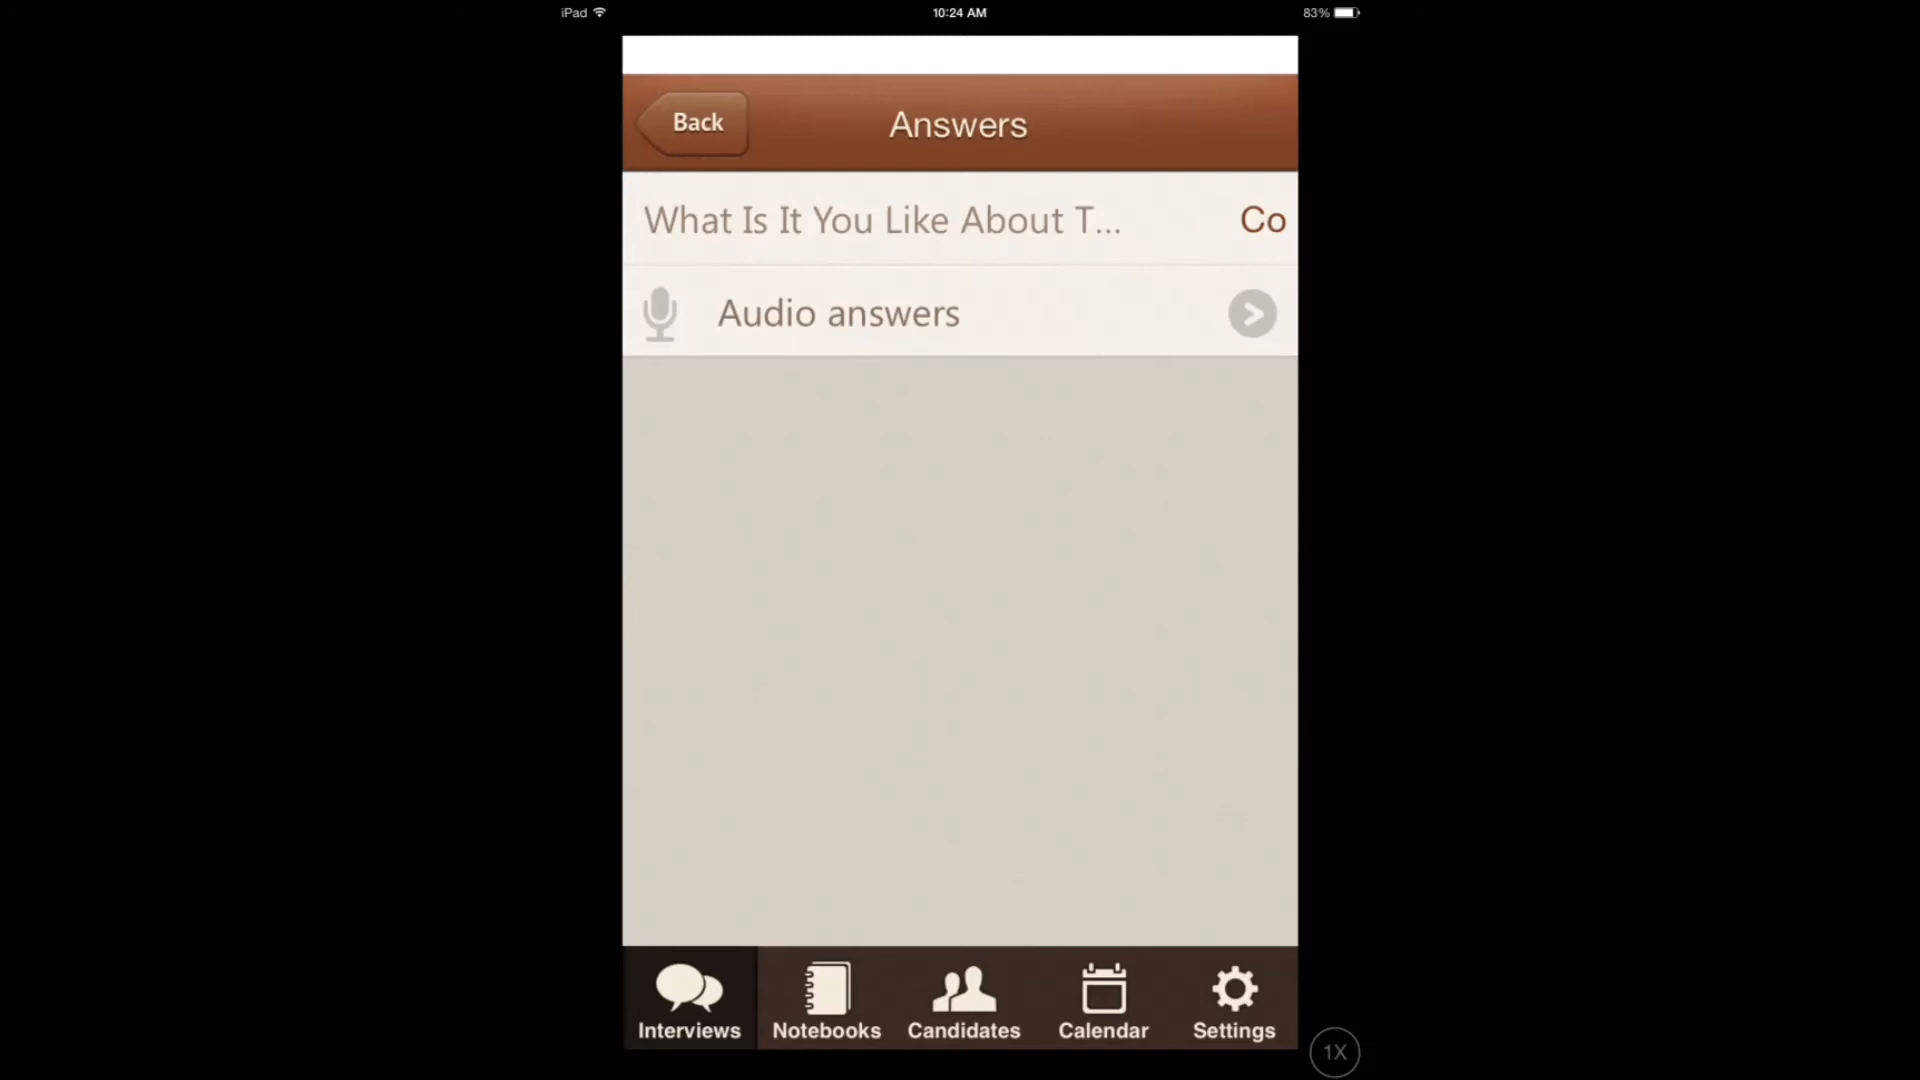 iPad 10:24 AM 83%
Back Answers
What Is It You Like About T... Co
Audio answers
Interviews Notebooks Candidates Calendar Settings
1X